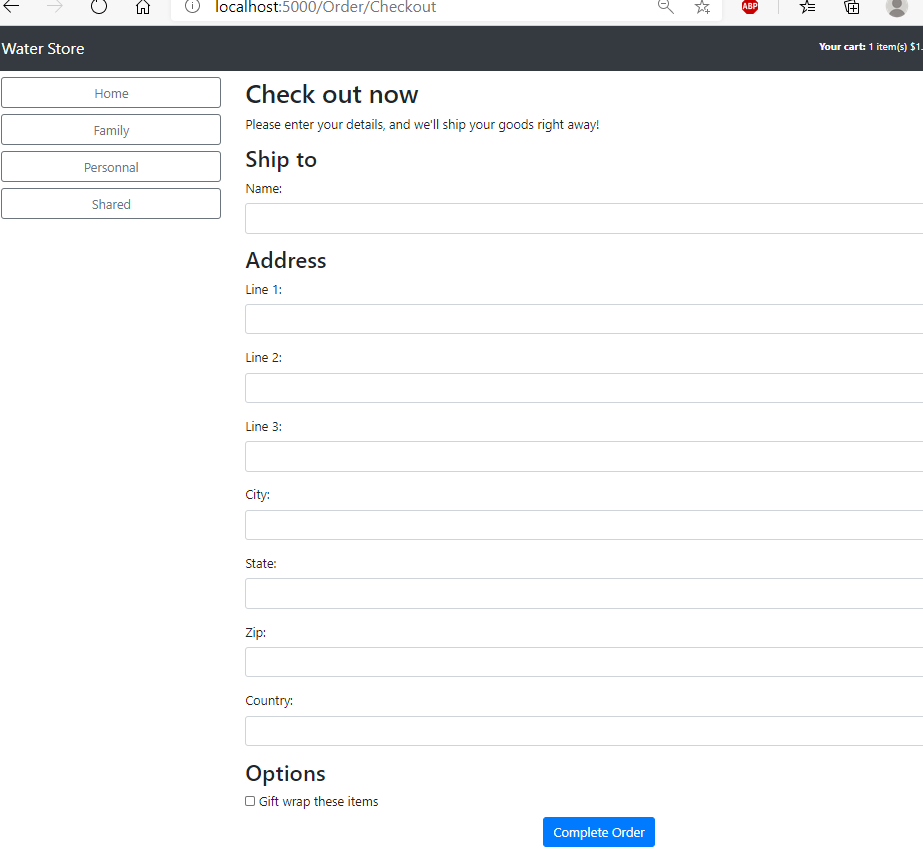 localhost:5000/Order/Checkout
ABP
Water Store
Your cart: 1 item(s) $1.
Home
Family
Personnal
Shared
Check out now
Please enter your details, and we'll ship your goods right away!
Ship to
Name:
Address
Line 1:
Line 2:
Line 3:
City:
State:
Zip:
Country:
Options
Gift wrap these items
Complete Order